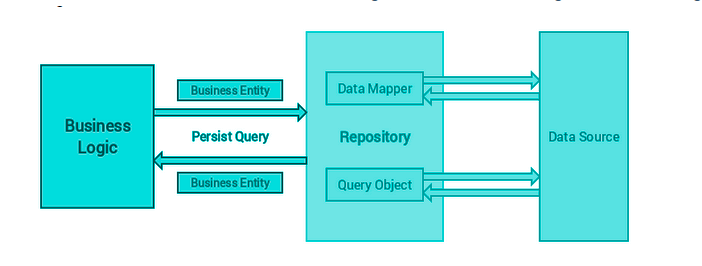 Business
Logic
Business Entity
Persist Query
Business Entity
Data Mapper
Repository
Query Object
Data Source